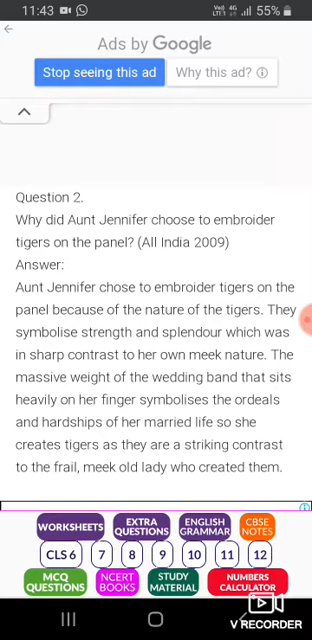 11:43 4G 55%
Ads by Google
Stop seeing this ad Why this ad?
Question 2.
Why did Aunt Jennifer choose to embroider
tigers on the panel? (All India 2009)
Answer:
Aunt Jennifer chose to embroider tigers on the
panel because of the nature of the tigers. They
symbolise strength and splendour which was
in sharp contrast to her own meek nature. The
massive weight of the wedding band that sits
heavily on her finger symbolises the ordeals
and hardships of her married life so she
creates tigers as they are a striking contrast
to the frail, meek old lady who created them.
WORKSHEETS EXTRA QUESTIONS ENGLISH GRAMMAR CBSE NOTES
CLS 6 7 8 9 10 11 12
MCQ QUESTIONS NCERT BOOKS STUDY MATERIAL NUMBERS CALCULATOR
V RECORDER